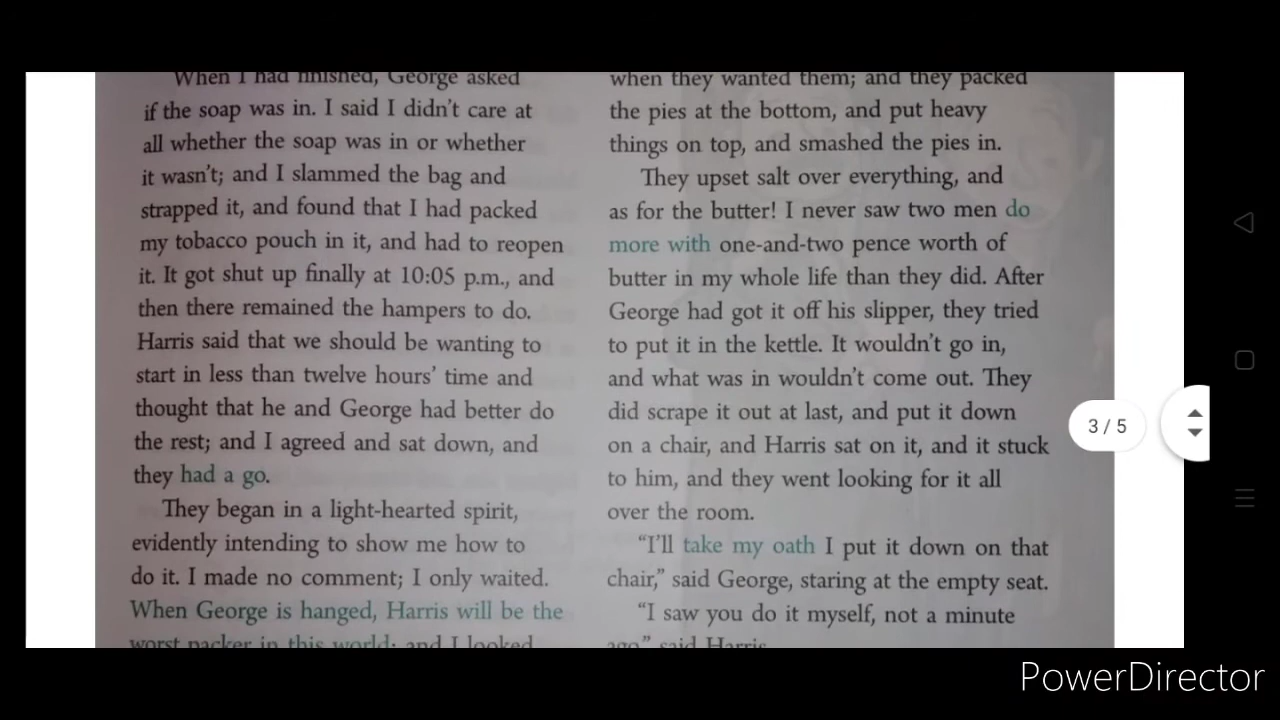 When I had finished, George asked
if the soap was in. I said I didn't care at
all whether the soap was in or whether
it wasn't; and I slammed the bag and
strapped it, and found that I had packed
my tobacco pouch in it, and had to reopen
it. It got shut up finally at 10:05 p.m., and
then there remained the hampers to do.
Harris said that we should be wanting to
start in less than twelve hours' time and
thought that he and George had better do
the rest; and I agreed and sat down, and
they had a go.
They began in a light-hearted spirit,
evidently intending to show me how to
do it. I made no comment; I only waited.
When George is hanged, Harris will be the
worst packer in this world; and I looked
when they wanted them; and they packed
the pies at the bottom, and put heavy
things on top, and smashed the pies in.
They upset salt over everything, and
as for the butter! I never saw two men do
more with one-and-two pence worth of
butter in my whole life than they did. After
George had got it off his slipper, they tried
to put it in the kettle. It wouldn't go in,
and what was in wouldn't come out. They
did scrape it out at last, and put it down
on a chair, and Harris sat on it, and it stuck
to him, and they went looking for it all
over the room.
“I'll take my oath I put it down on that
chair,” said George, staring at the empty seat.
“I saw you do it myself, not a minute
ago” said Harris
3 / 5
PowerDirector